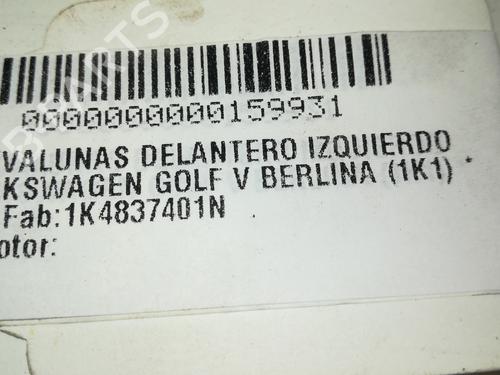 0000000000159931
VALUNAS DELANTERO IZQUIERDO
KSWAGEN GOLF V BERLINA (1K1) *
Fab:1K4837401N
otor: